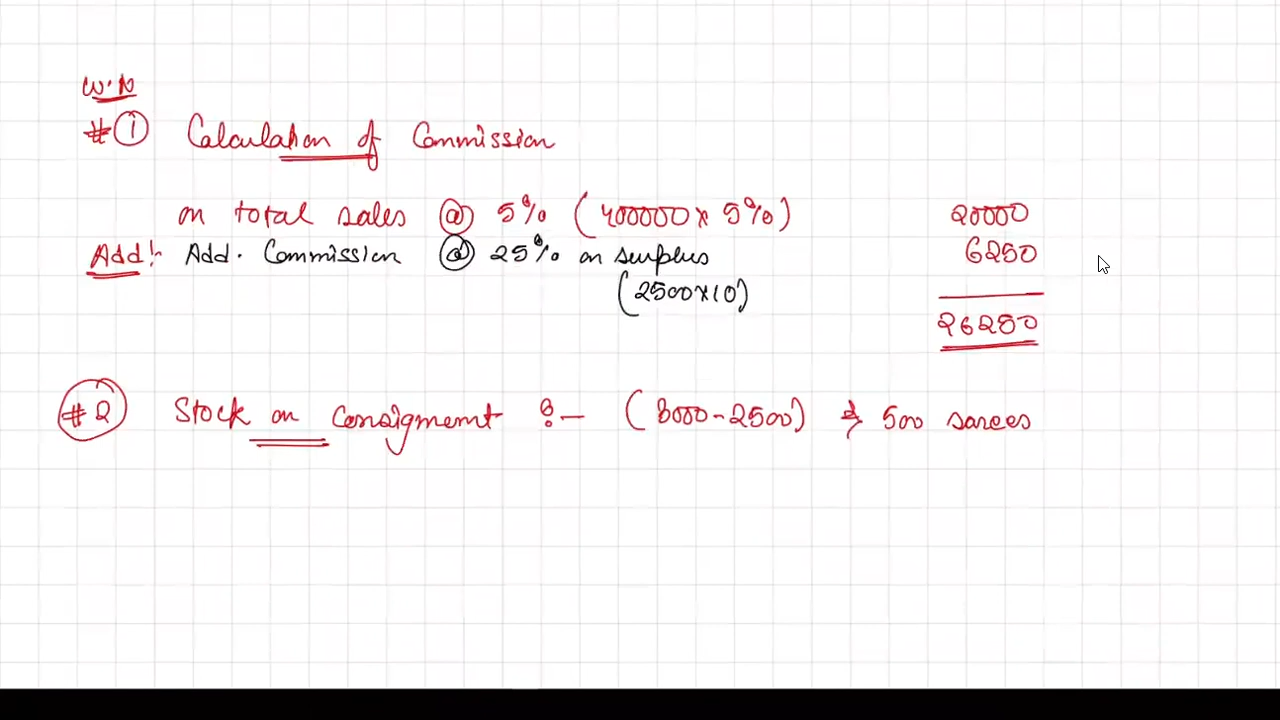 W.N
#1 Calculation of Commission
on total sales @ 5% (400000 x 5%) 20000
Add:- Add. Commission @ 25% on surplus 6250
(2500x10)
26250
#2 Stock on Consignment :- (3000-2500) 500 sarees